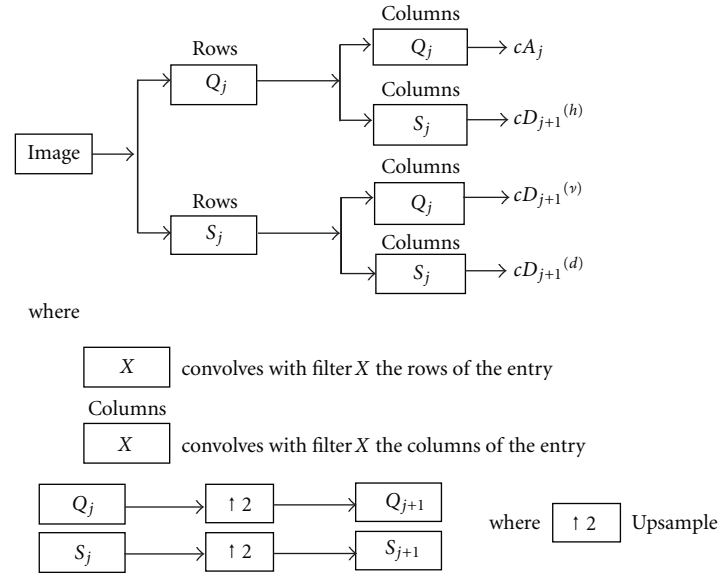 Columns
Rows
Q_j
cA_j
Q_j
Columns
S_j
cD_{j+1}^{(h)}
Image
Columns
Rows
Q_j
cD_{j+1}^{(v)}
S_j
Columns
S_j
cD_{j+1}^{(d)}
where
X convolves with filter X the rows of the entry
Columns
X convolves with filter X the columns of the entry
Q_j ↑ 2 Q_{j+1}
where ↑ 2 Upsample
S_j ↑ 2 S_{j+1}